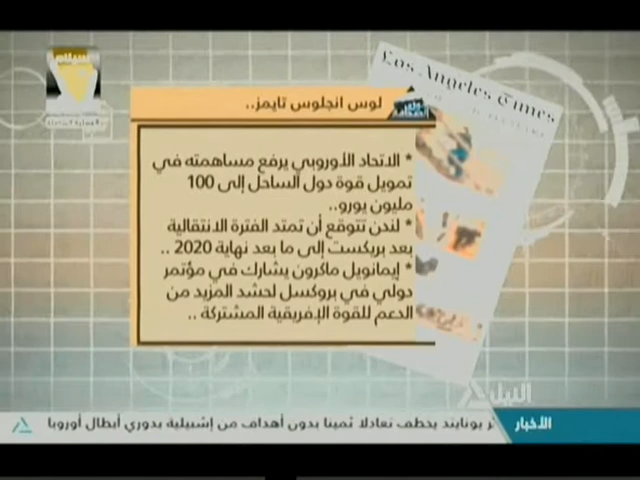 Los Angeles Times
لوس انجلوس تايمز..
* الاتحاد الأوروبي يرفع مساهمته في
تمويل قوة دول الساحل إلى 100
مليون يورو..
* لندن تتوقع أن تمتد الفترة الانتقالية
بعد بريكست إلى ما بعد نهاية 2020 ..
* إيمانويل ماكرون يشارك في مؤتمر
دولي في بروكسل لحشد المزيد من
الدعم للقوة الإفريقية المشتركة ..
النيل
الأخبار
ر يونايتد يخطف تعادلا ثمينا بدون أهداف من إشبيلية بدوري أبطال أوروبا